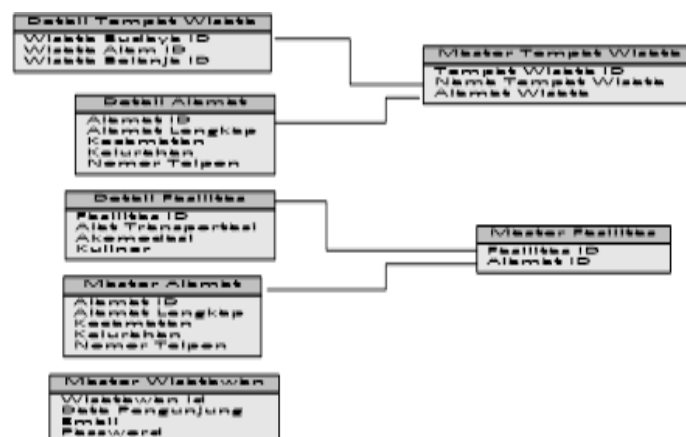 Detail Tempat Wisata
Wisata Budaya ID
Wisata Alam ID
Wisata Belanja ID
Master Tempat Wisata
Tempat Wisata ID
Nama Tempat Wisata
Alamat Wisata
Detail Alamat
Alamat ID
Alamat Lengkap
Kecamatan
Kelurahan
Nomer Telpon
Detail Fasilitas
Fasilitas ID
Alat Transportasi
Akomodasi
Kuliner
Master Fasilitas
Fasilitas ID
Alamat ID
Master Alamat
Alamat ID
Alamat Lengkap
Kecamatan
Kelurahan
Nomer Telpon
Master Wisatawan
Wisatawan Id
Data Pengunjung
Email
Password